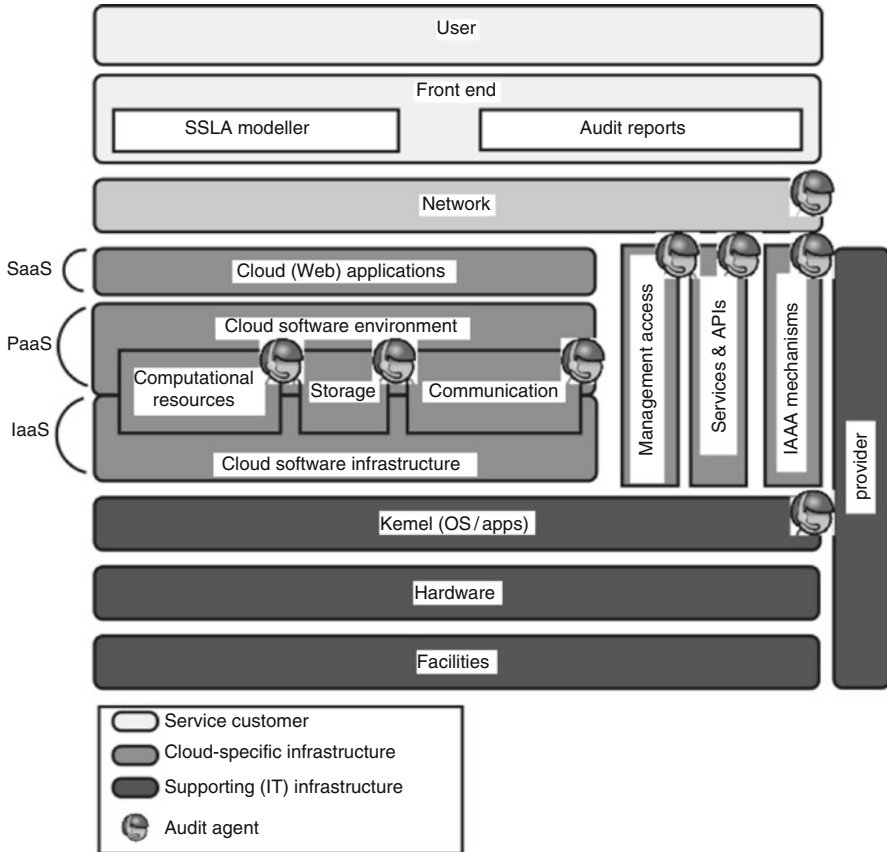 User
Front end
SSLA modeller
Audit reports
Network
SaaS
Cloud (Web) applications
PaaS
Cloud software environment
Computational
resources
Storage
Communication
IaaS
Cloud software infrastructure
Management access
Services & APIs
IAAA mechanisms
provider
Kernel (OS/apps)
Hardware
Facilities
Service customer
Cloud-specific infrastructure
Supporting (IT) infrastructure
Audit agent